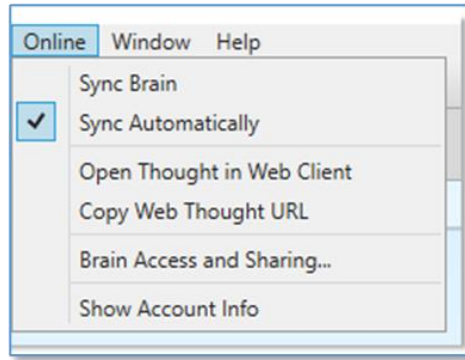 Online Window Help
Sync Brain
Sync Automatically
Open Thought in Web Client
Copy Web Thought URL
Brain Access and Sharing...
Show Account Info